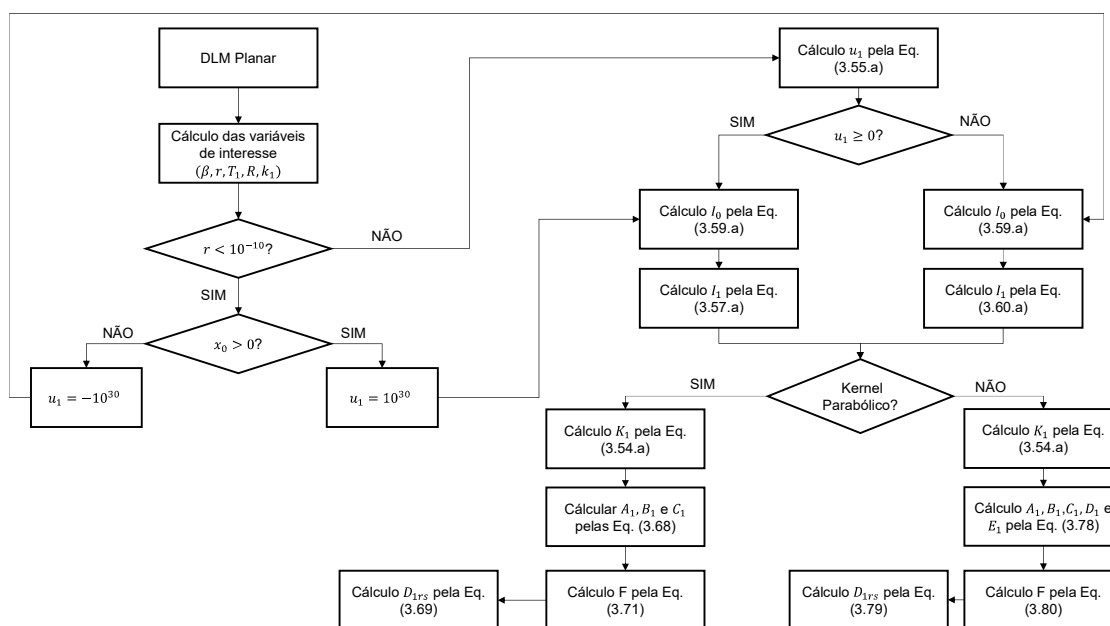 DLM Planar
Cálculo das variáveis
de interesse
(β, r, T₁, R, k₁)
r < 10⁻¹⁰?
NÃO
SIM
x₀ > 0?
NÃO
SIM
u₁ = −10³⁰
u₁ = 10³⁰
Cálculo u₁ pela Eq.
(3.55.a)
u₁ ≥ 0?
SIM
NÃO
Cálculo I₀ pela Eq.
(3.59.a)
Cálculo I₀ pela Eq.
(3.59.a)
Cálculo I₁ pela Eq.
(3.57.a)
Cálculo I₁ pela Eq.
(3.60.a)
Kernel
Parabólico?
SIM
NÃO
Cálculo K₁ pela Eq.
(3.54.a)
Cálculo K₁ pela Eq.
(3.54.a)
Cálcular A₁, B₁ e C₁
pelas Eq. (3.68)
Cálculo A₁, B₁,C₁, D₁ e
E₁ pela Eq. (3.78)
Cálculo D₁ᵣₛ pela Eq.
(3.69)
Cálculo F pela Eq.
(3.71)
Cálculo D₁ᵣₛ pela Eq.
(3.79)
Cálculo F pela Eq.
(3.80)